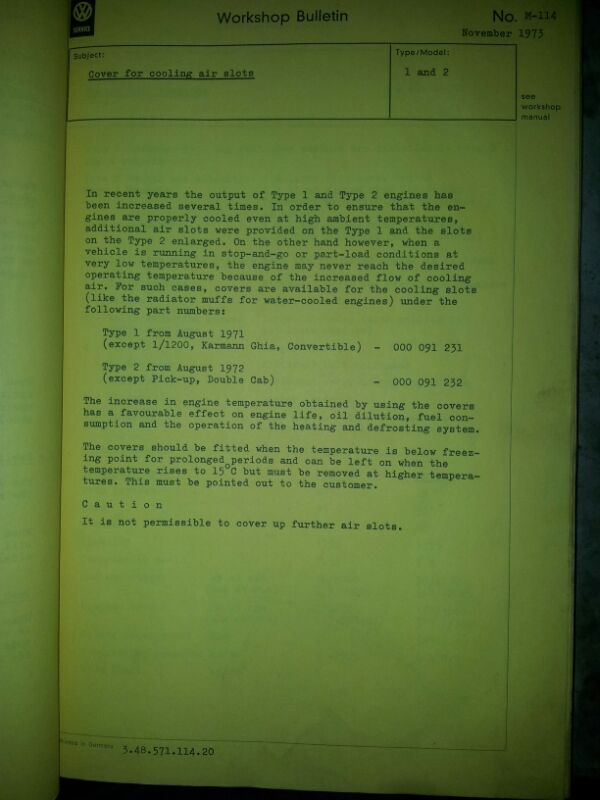 SERVICE
Workshop Bulletin
No. M-114
November 1973
Subject:
Cover for cooling air slots
Type/Model:
1 and 2
see
workshop
manual
In recent years the output of Type 1 and Type 2 engines has
been increased several times. In order to ensure that the en-
gines are properly cooled even at high ambient temperatures,
additional air slots were provided on the Type 1 and the slots
on the Type 2 enlarged. On the other hand however, when a
vehicle is running in stop-and-go or part-load conditions at
very low temperatures, the engine may never reach the desired
operating temperature because of the increased flow of cooling
air. For such cases, covers are available for the cooling slots
(like the radiator muffs for water-cooled engines) under the
following part numbers:
Type 1 from August 1971
(except 1/1200, Karmann Ghia, Convertible) - 000 091 231
Type 2 from August 1972
(except Pick-up, Double Cab) - 000 091 232
The increase in engine temperature obtained by using the covers
has a favourable effect on engine life, oil dilution, fuel con-
sumption and the operation of the heating and defrosting system.
The covers should be fitted when the temperature is below freez-
ing point for prolonged periods and can be left on when the
temperature rises to 15°C but must be removed at higher tempera-
tures. This must be pointed out to the customer.
C a u t i o n
It is not permissible to cover up further air slots.
Printed in Germany 3.48.571.114.20